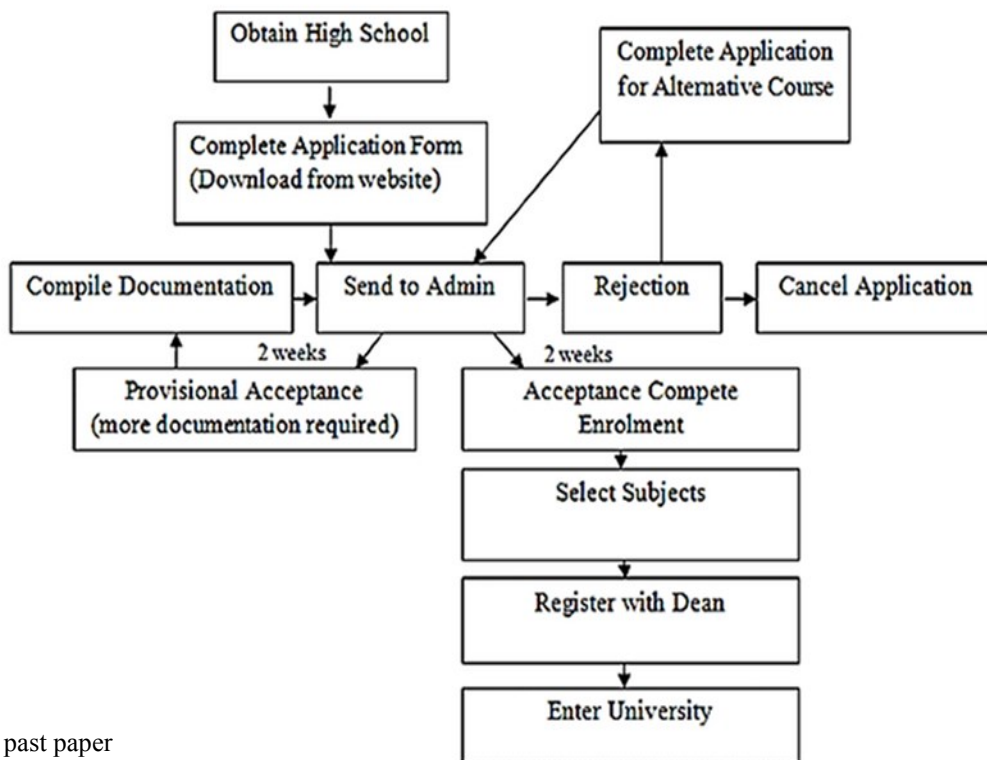 Obtain High School
Complete Application
for Alternative Course
Complete Application Form
(Download from website)
Compile Documentation
Send to Admin
Rejection
Cancel Application
2 weeks
2 weeks
Provisional Acceptance
(more documentation required)
Acceptance Compete
Enrolment
Select Subjects
Register with Dean
Enter University
past paper